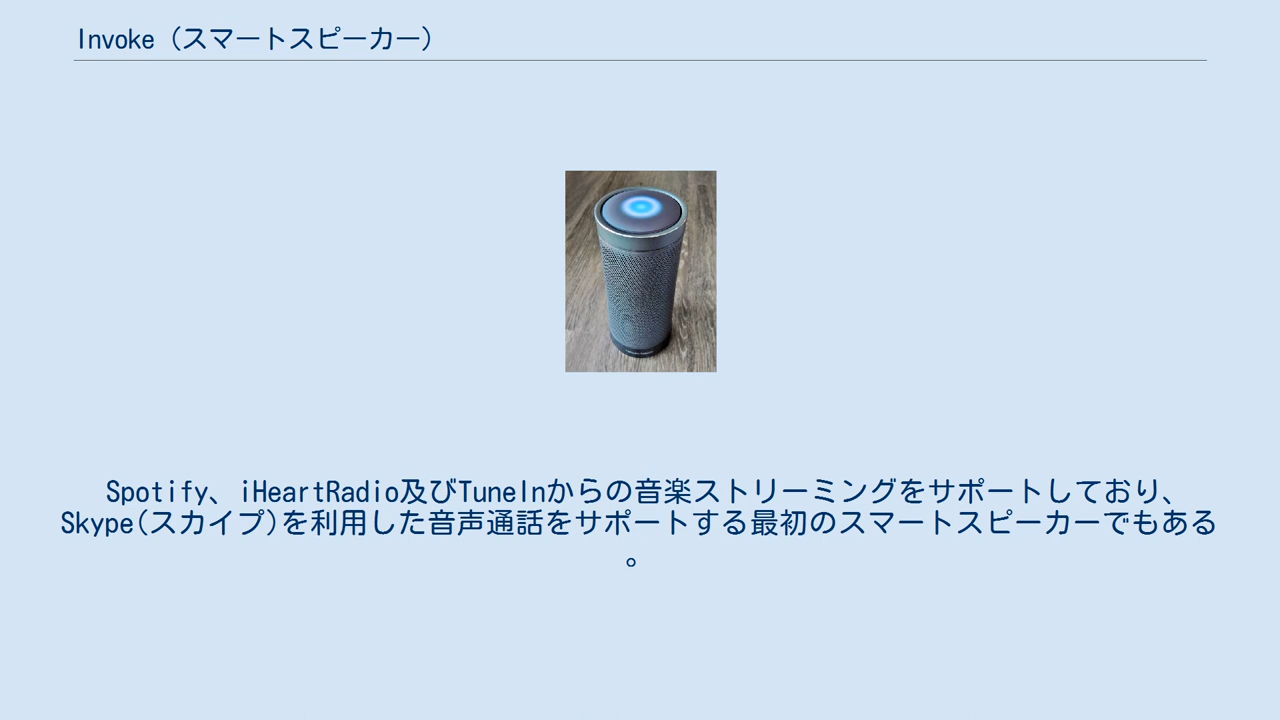 Invoke（スマートスピーカー）
Spotify、iHeartRadio及びTuneInからの音楽ストリーミングをサポートしており、
Skype(スカイプ)を利用した音声通話をサポートする最初のスマートスピーカーでもある
。